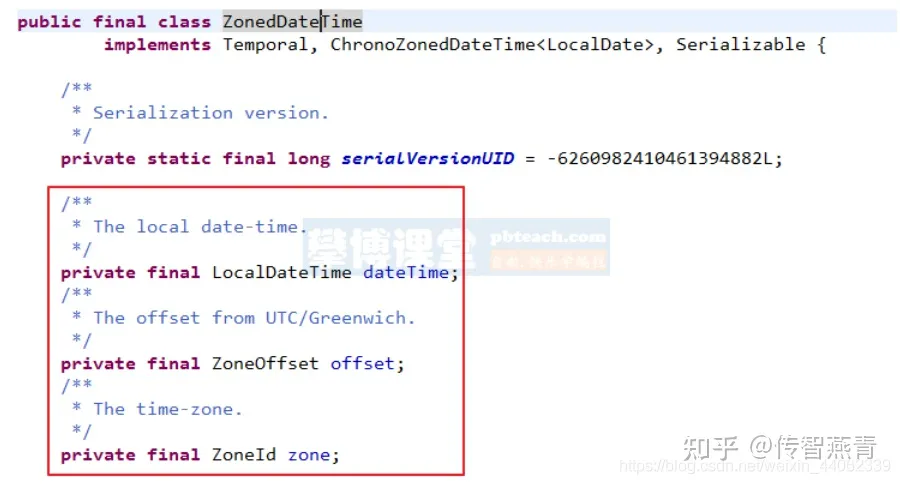 public final class ZonedDateTime
implements Temporal, ChronoZonedDateTime<LocalDate>, Serializable {
/**
* Serialization version.
*/
private static final long serialVersionUID = -6260982410461394882L;
/**
* The local date-time.
*/
private final LocalDateTime dateTime;
/**
* The offset from UTC/Greenwich.
*/
private final ZoneOffset offset;
/**
* The time-zone.
*/
private final ZoneId zone;
攀博课堂
pbteach.com
知乎 @传智燕青
https://blog.csdn.net/weixin_44062339